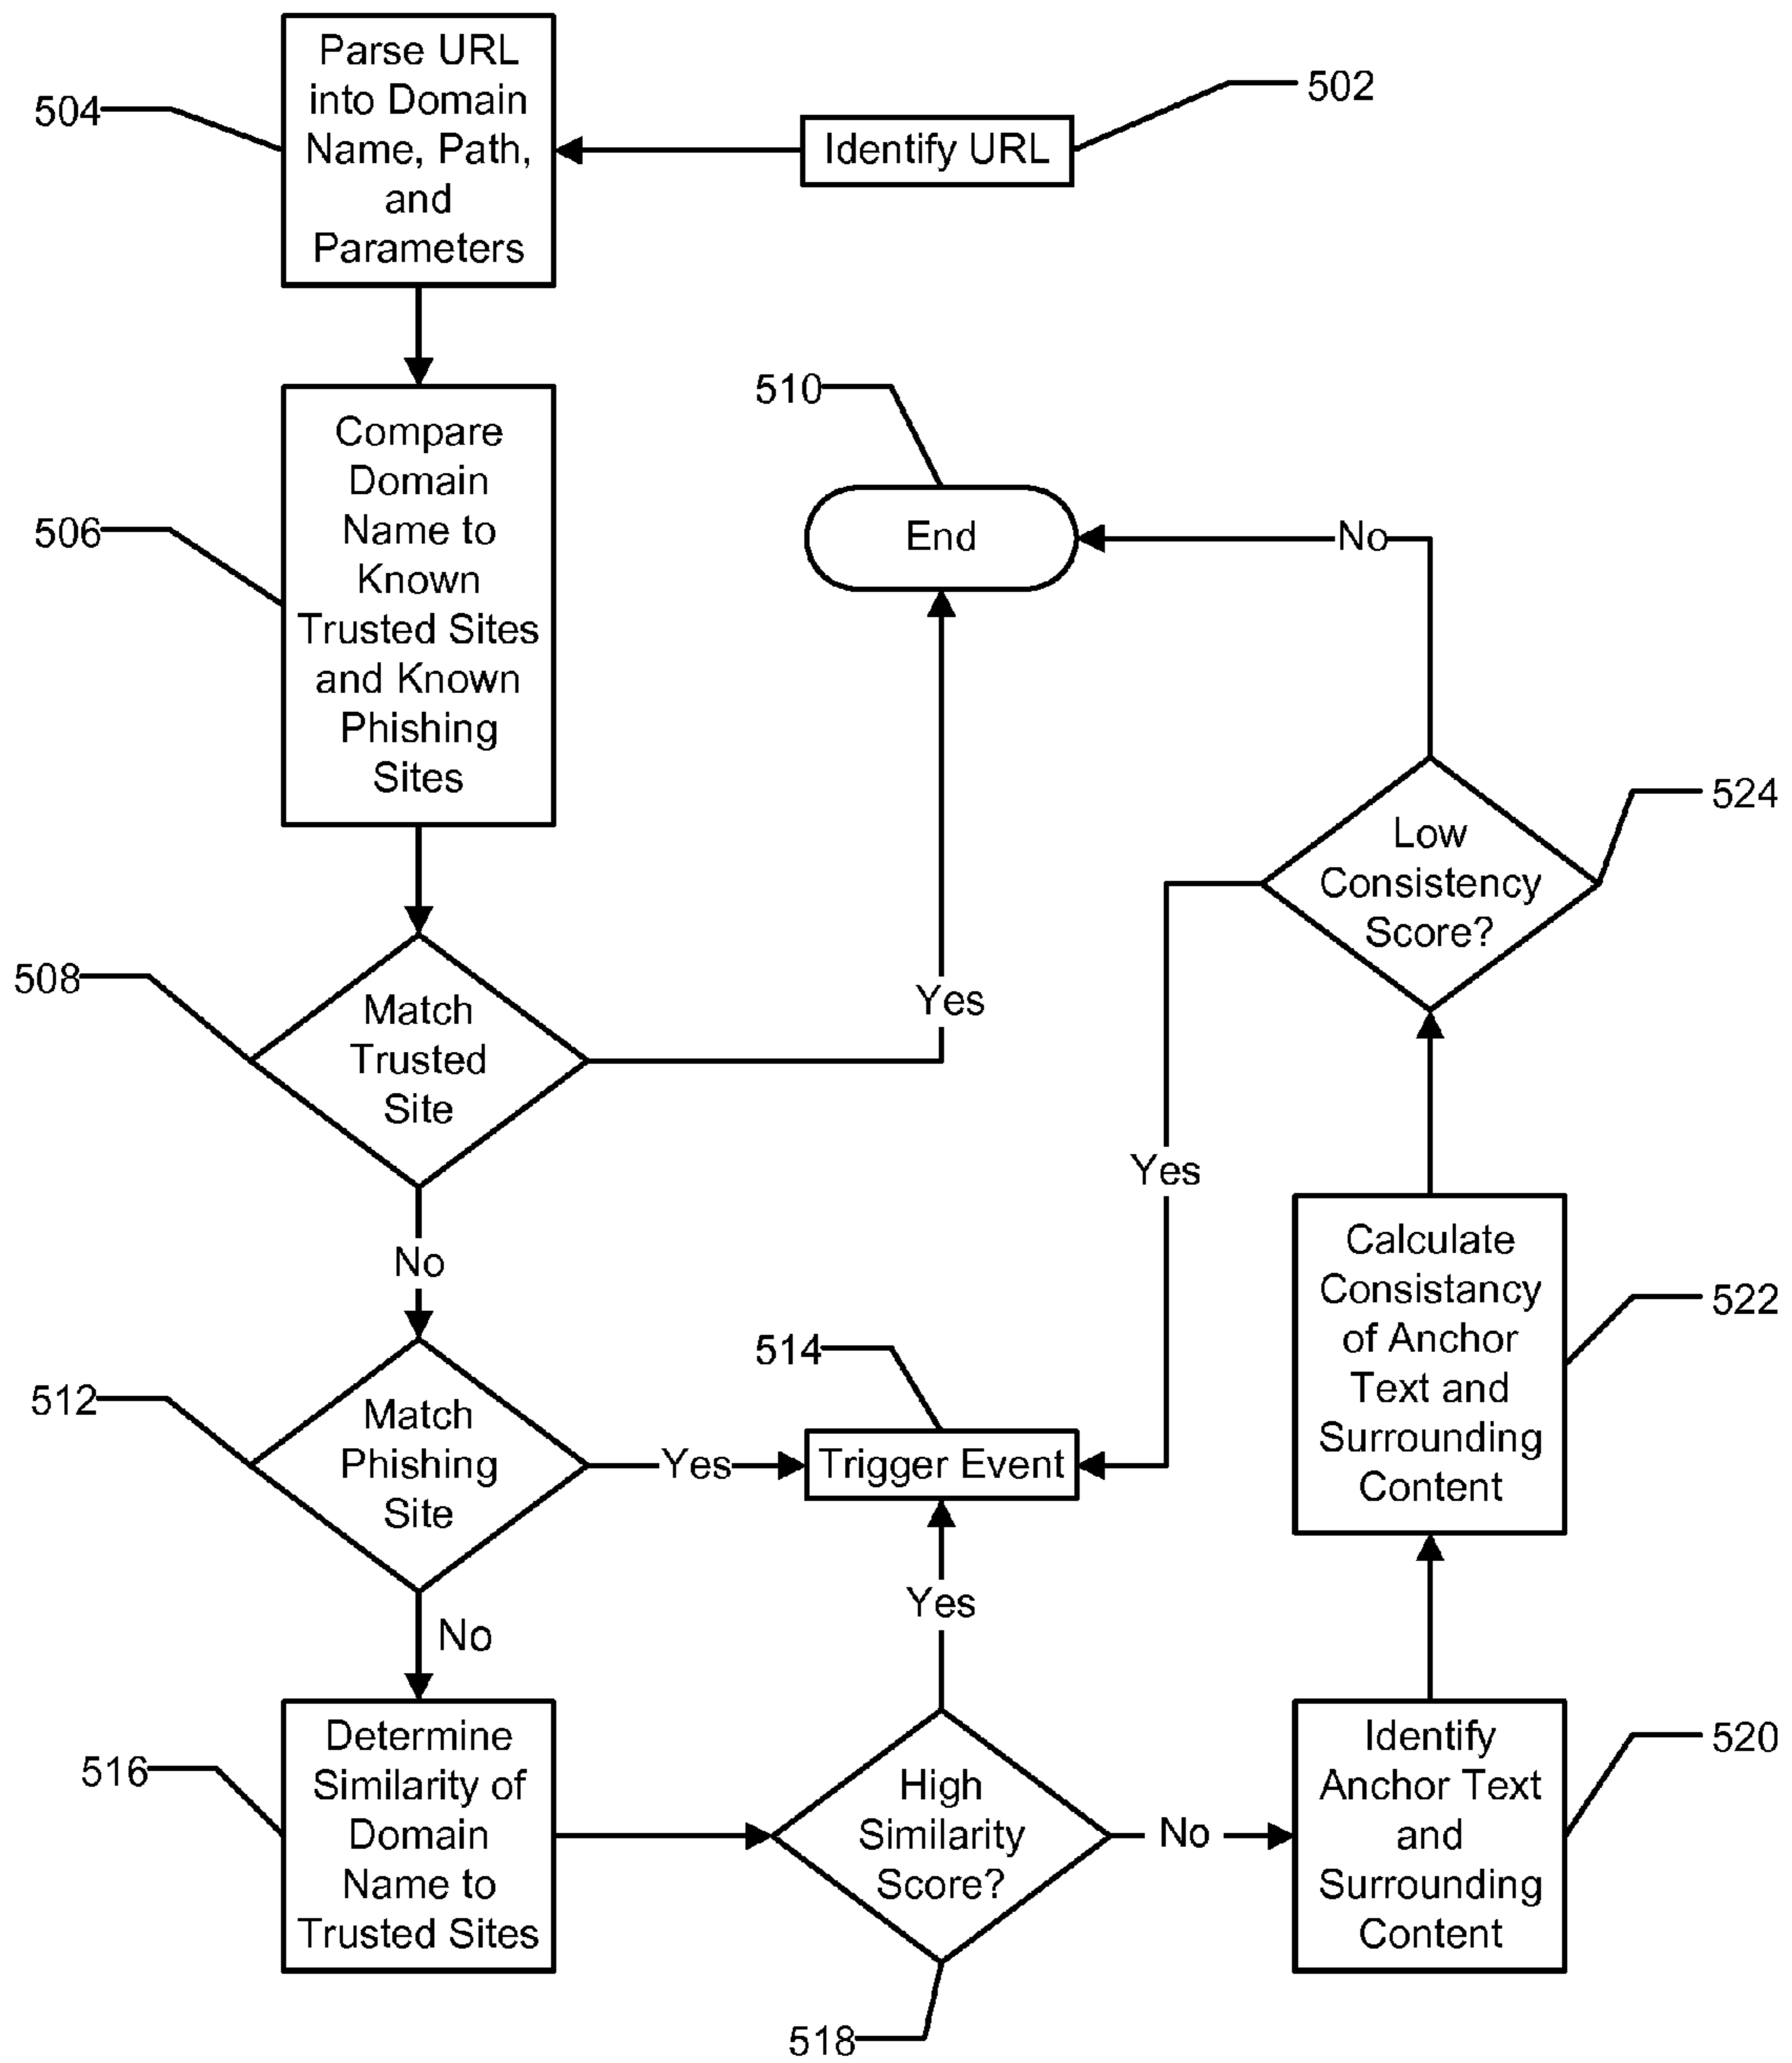 Parse URL
into Domain
Name, Path,
and
Parameters
504
502
Identify URL
Compare
Domain
Name to
Known
Trusted Sites
and Known
Phishing
Sites
506
510
End
No
Low
Consistency
Score?
524
508
Match
Trusted
Site
Yes
No
Yes
Calculate
Consistancy
of Anchor
Text and
Surrounding
Content
522
512
Match
Phishing
Site
Yes
514
Trigger Event
No
Yes
516
Determine
Similarity of
Domain
Name to
Trusted Sites
High
Similarity
Score?
518
No
Identify
Anchor Text
and
Surrounding
Content
520